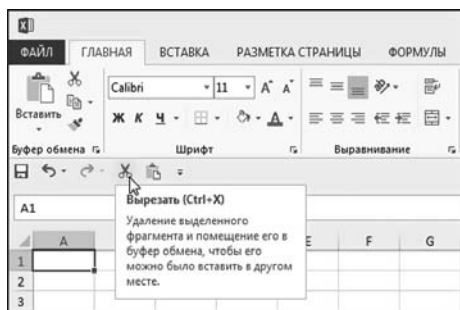 ФАЙЛ ГЛАВНАЯ ВСТАВКА РАЗМЕТКА СТРАНИЦЫ ФОРМУЛЫ
Calibri 11 A A
Вставить
Ж К Ч A
Буфер обмена Шрифт Выравнивание
A1
Вырезать (Ctrl+X)
Удаление выделенного
фрагмента и помещение его в
буфер обмена, чтобы его
можно было вставить в другом
месте.
A E F G
1
2
3